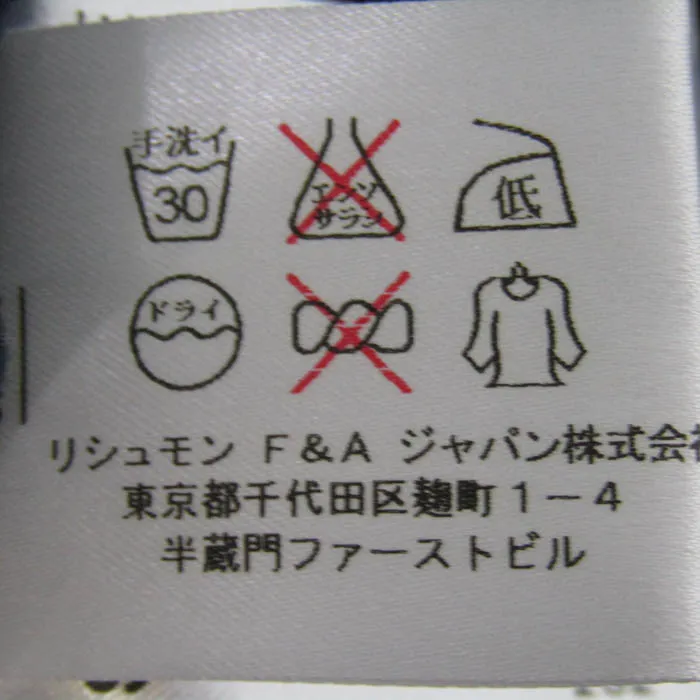 手洗イ
30
エンソ
サラシ
低
ドライ
リシュモン F&A ジャパン株式会社
東京都千代田区麹町1-4
半蔵門ファーストビル